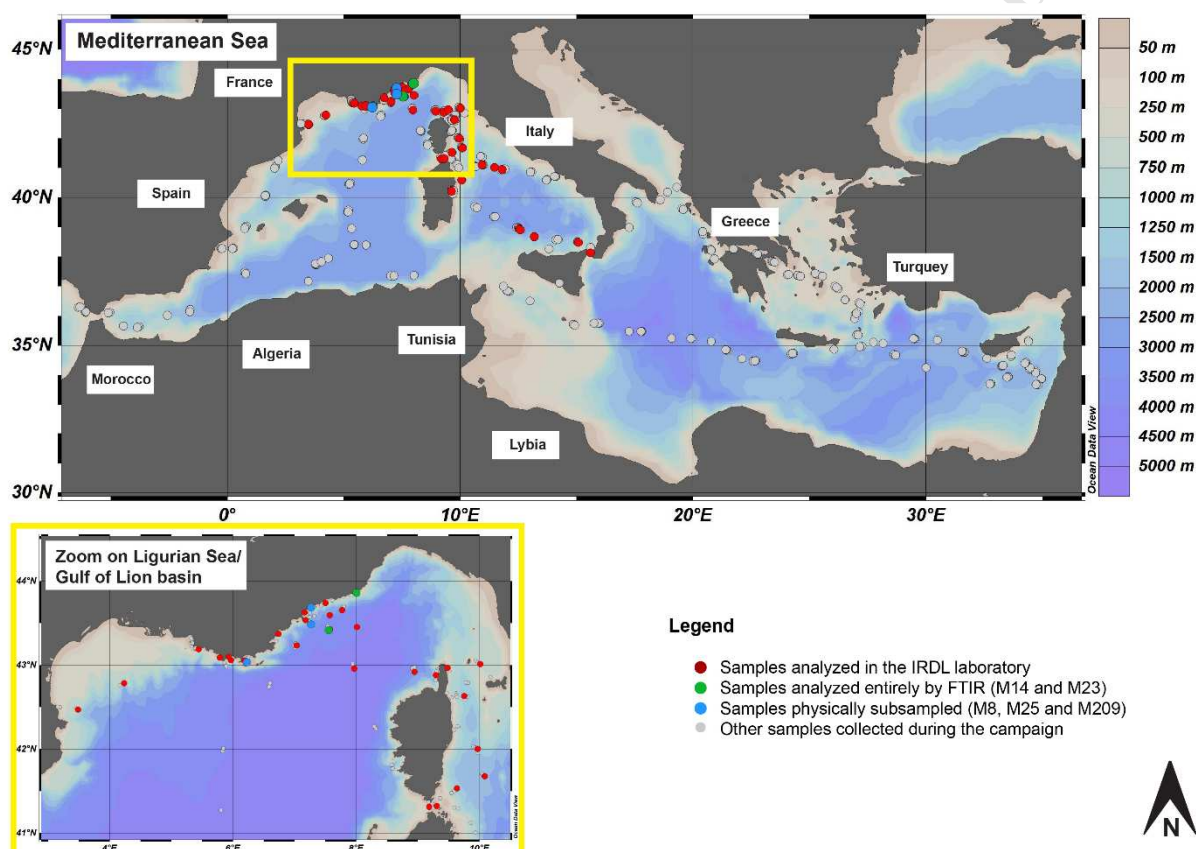 Mediterranean Sea
45°N
40°N
35°N
30°N
0°
10°E
20°E
30°E
France
Spain
Italy
Greece
Turquey
Tunisia
Algeria
Morocco
Lybia
Ocean Data View
50 m
100 m
250 m
500 m
750 m
1000 m
1250 m
1500 m
2000 m
2500 m
3000 m
3500 m
4000 m
4500 m
5000 m
Zoom on Ligurian Sea/
Gulf of Lion basin
44°N
43°N
42°N
41°N
4°E
6°E
8°E
10°E
Ocean Data View
Legend
Samples analyzed in the IRDL laboratory
Samples analyzed entirely by FTIR (M14 and M23)
Samples physically subsampled (M8, M25 and M209)
Other samples collected during the campaign
N